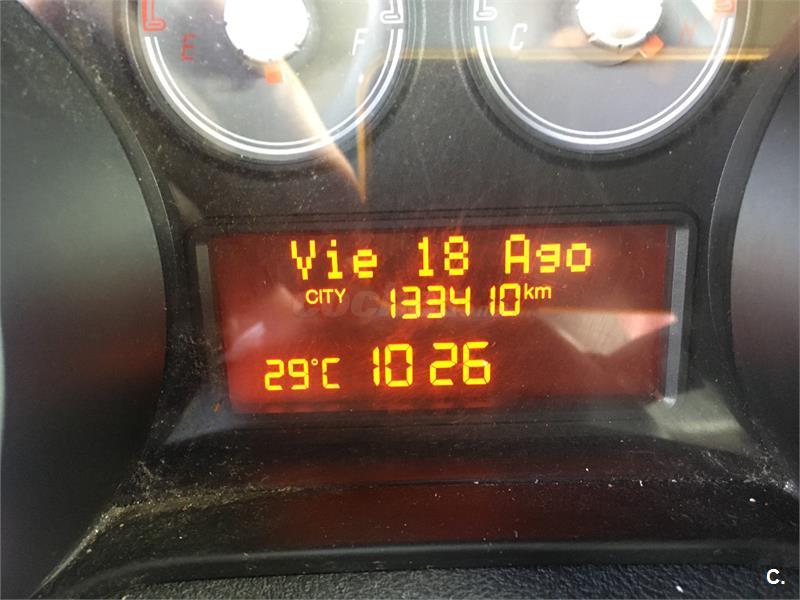 E F C H
Vie 18 Ago
CITY 133410km
29°C 10 26
C.